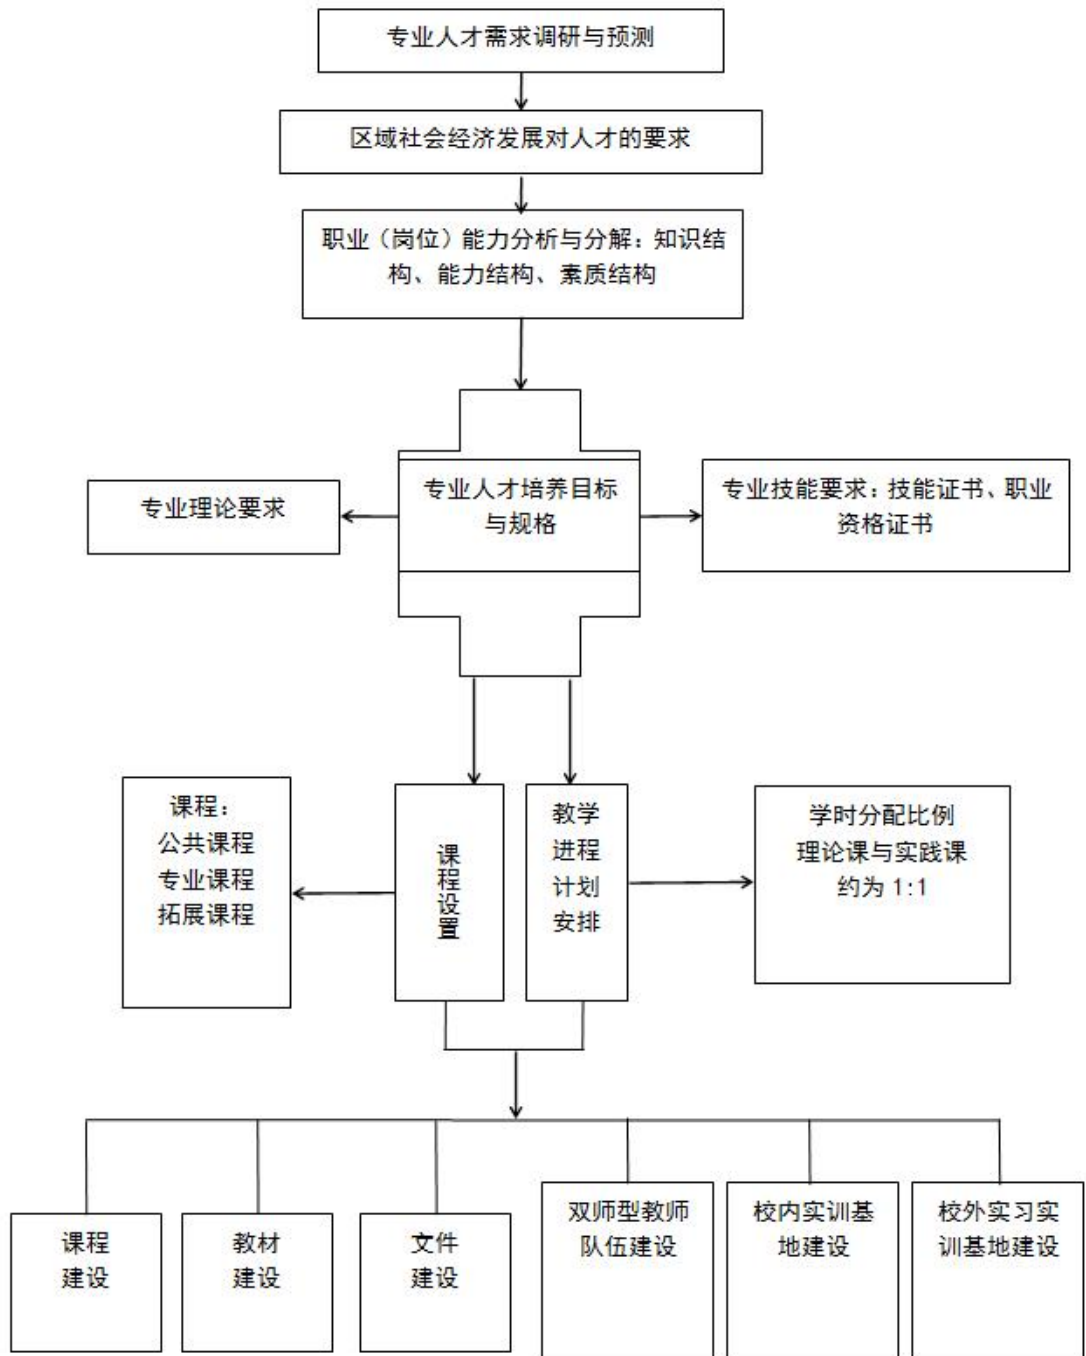 专业人才需求调研与预测
区域社会经济发展对人才的要求
职业（岗位）能力分析与分解：知识结
构、能力结构、素质结构
专业理论要求
专业人才培养目标
与规格
专业技能要求：技能证书、职业
资格证书
课程：
公共课程
专业课程
拓展课程
课程设置
教学
进程
计划
安排
学时分配比例
理论课与实践课
约为 1:1
课程
建设
教材
建设
文件
建设
双师型教师
队伍建设
校内实训基
地建设
校外实习实
训基地建设